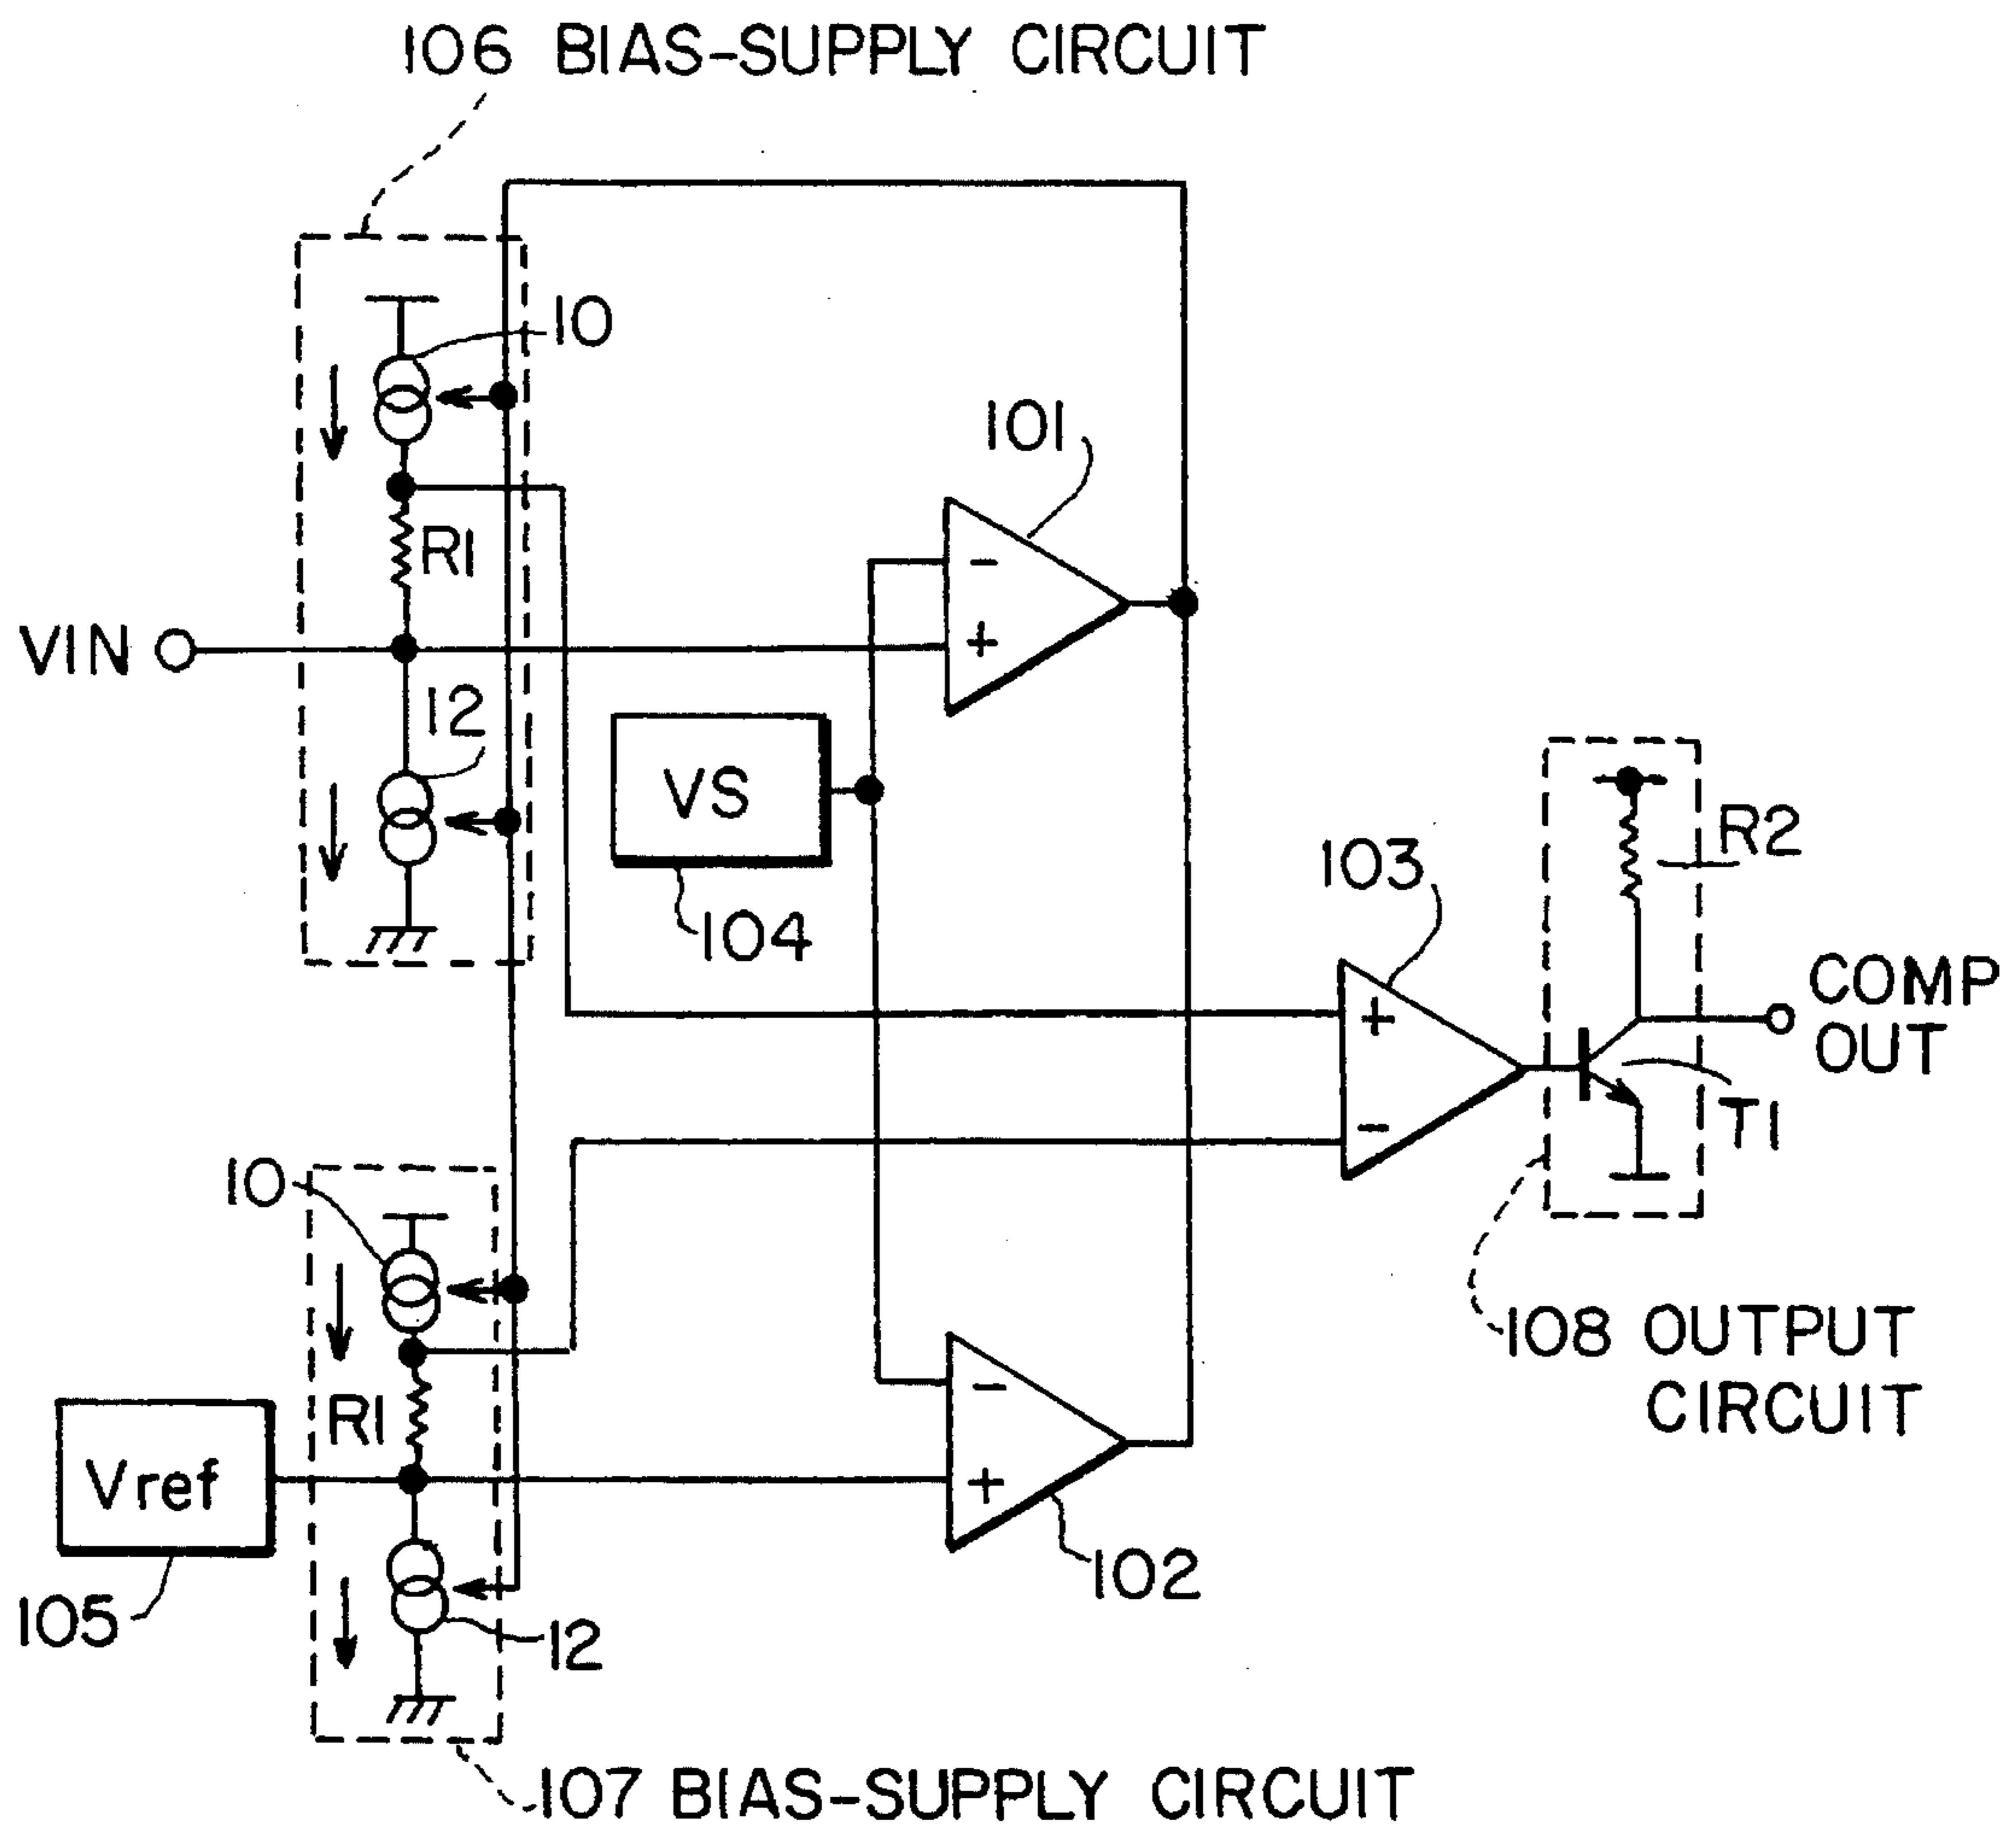 106 BIAS-SUPPLY CIRCUIT
10
101
R1
-
+
VIN
12
VS
104
R2
103
COMP
OUT
+
-
T1
10
108 OUTPUT
CIRCUIT
R1
-
Vref
+
102
105
12
107 BIAS-SUPPLY CIRCUIT